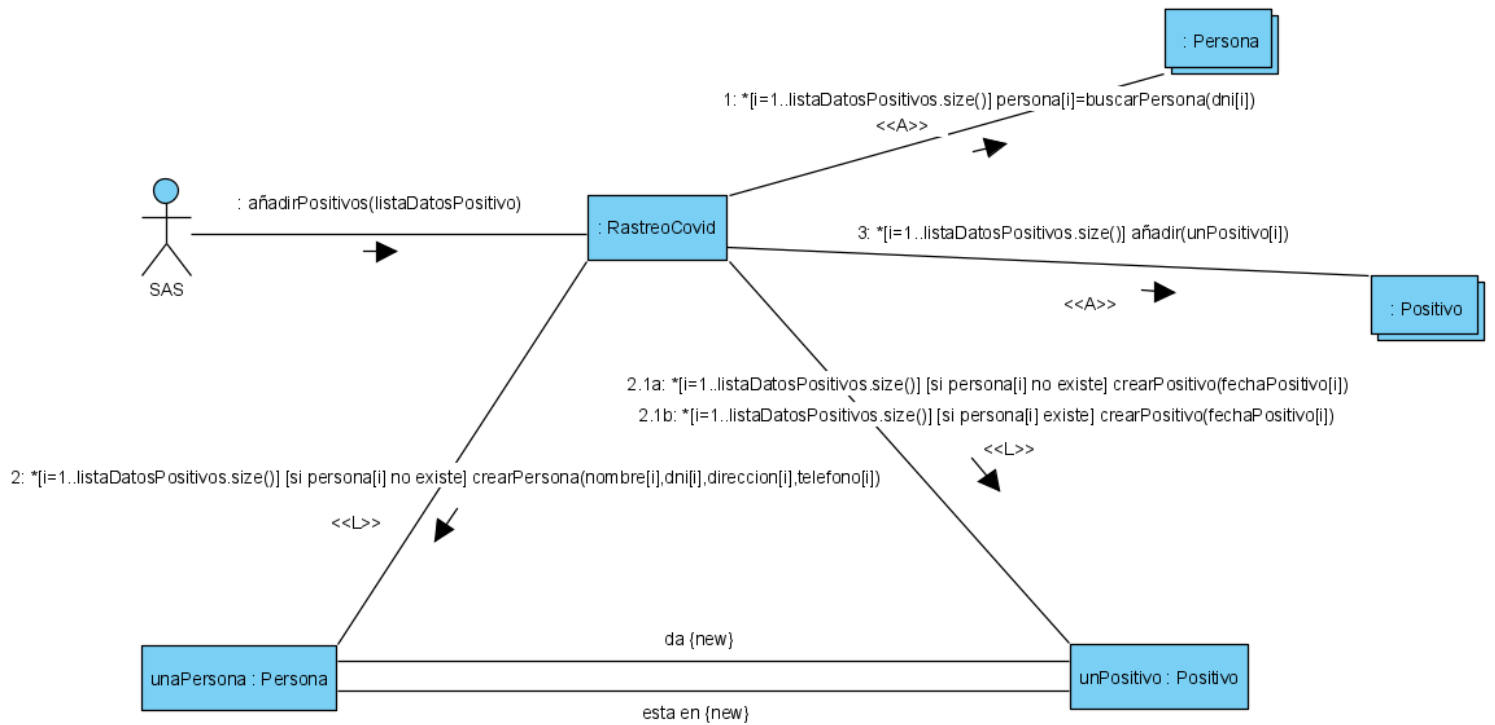 : Persona
1: *[i=1..listaDatosPositivos.size()] persona[i]=buscarPersona(dni[i])
<<A>>
: añadirPositivos(listaDatosPositivo)
: RastreoCovid
3: *[i=1..listaDatosPositivos.size()] añadir(unPositivo[i])
SAS
<<A>>
: Positivo
2.1a: *[i=1..listaDatosPositivos.size()] [si persona[i] no existe] crearPositivo(fechaPositivo[i])
2.1b: *[i=1..listaDatosPositivos.size()] [si persona[i] existe] crearPositivo(fechaPositivo[i])
<<L>>
2: *[i=1..listaDatosPositivos.size()] [si persona[i] no existe] crearPersona(nombre[i],dni[i],direccion[i],telefono[i])
<<L>>
da {new}
unaPersona : Persona
unPositivo : Positivo
esta en {new}